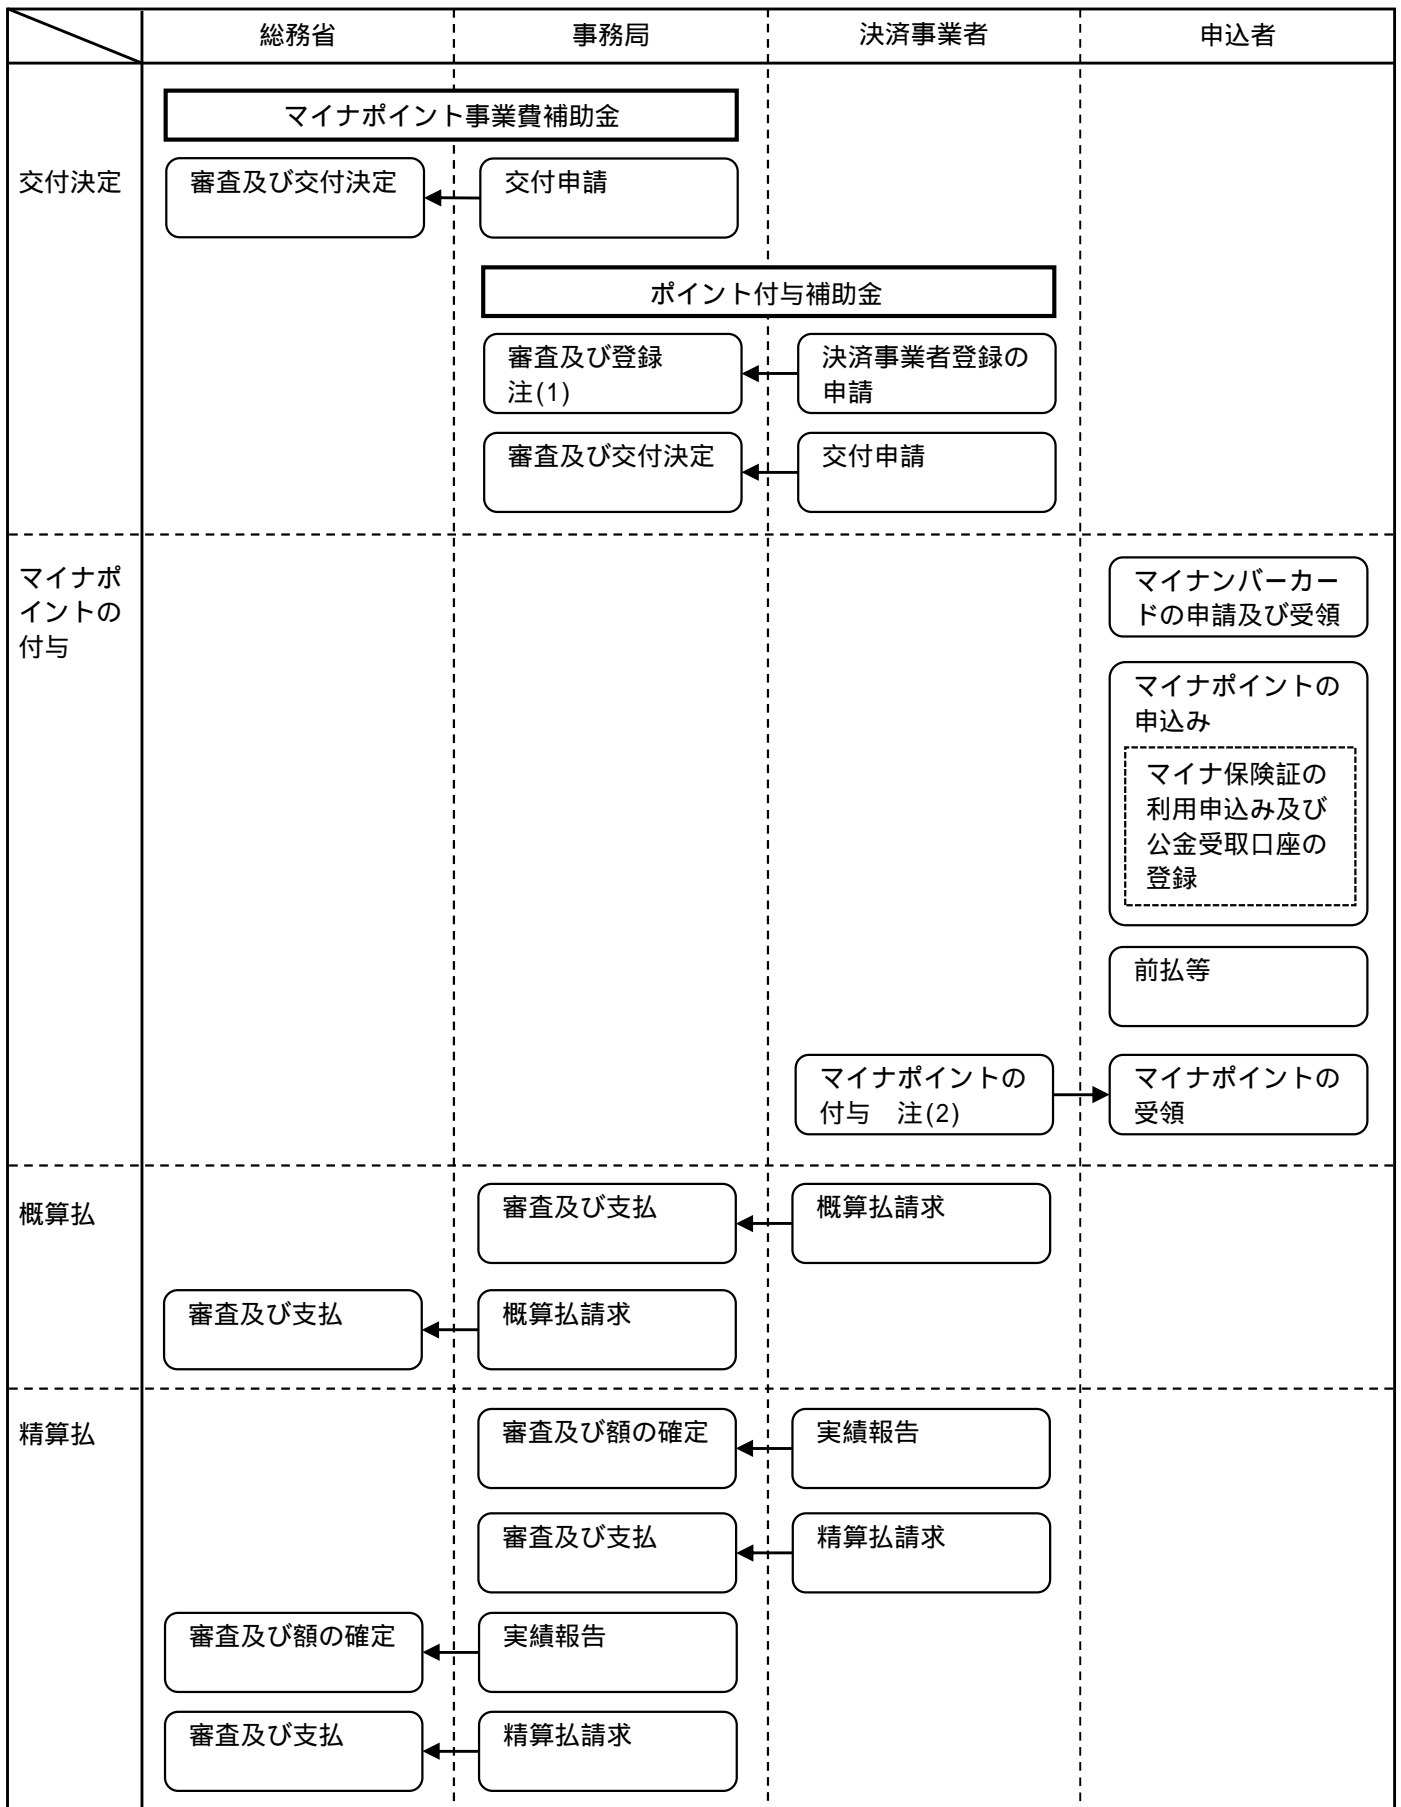 総務省
事務局
決済事業者
申込者
マイナポイント事業費補助金
交付決定
審査及び交付決定
交付申請
ポイント付与補助金
審査及び登録
注(1)
決済事業者登録の
申請
審査及び交付決定
交付申請
マイナポ
イントの
付与
マイナンバーカー
ドの申請及び受領
マイナポイントの
申込み
マイナ保険証の
利用申込み及び
公金受取口座の
登録
前払等
マイナポイントの
付与　注(2)
マイナポイントの
受領
概算払
審査及び支払
概算払請求
審査及び支払
概算払請求
精算払
審査及び額の確定
実績報告
審査及び支払
精算払請求
審査及び額の確定
実績報告
審査及び支払
精算払請求